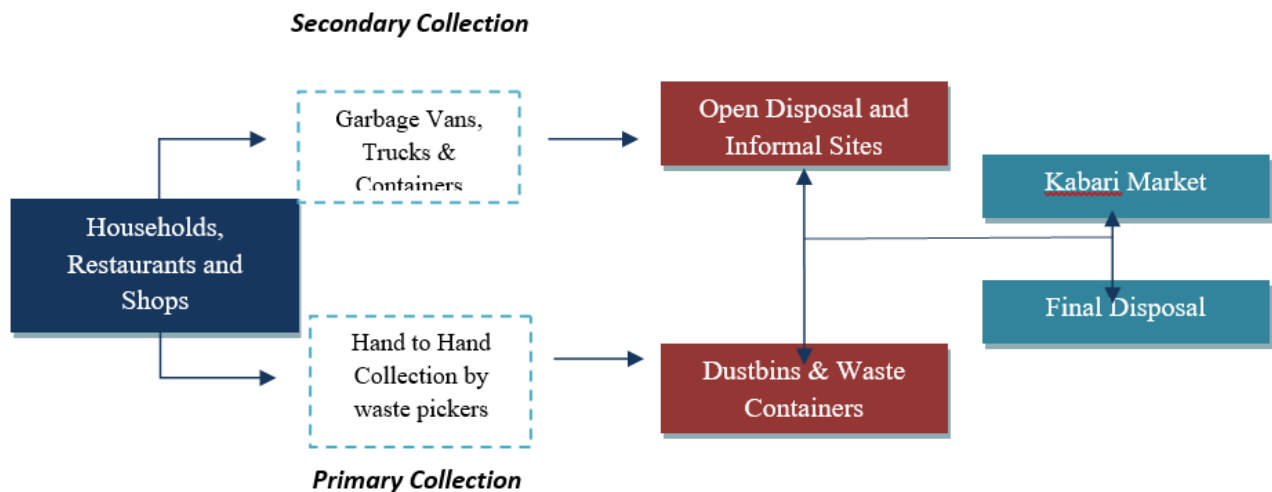 Secondary Collection
Garbage Vans,
Trucks &
Containers
Open Disposal and
Informal Sites
Kabari Market
Households,
Restaurants and
Shops
Final Disposal
Hand to Hand
Collection by
waste pickers
Dustbins & Waste
Containers
Primary Collection